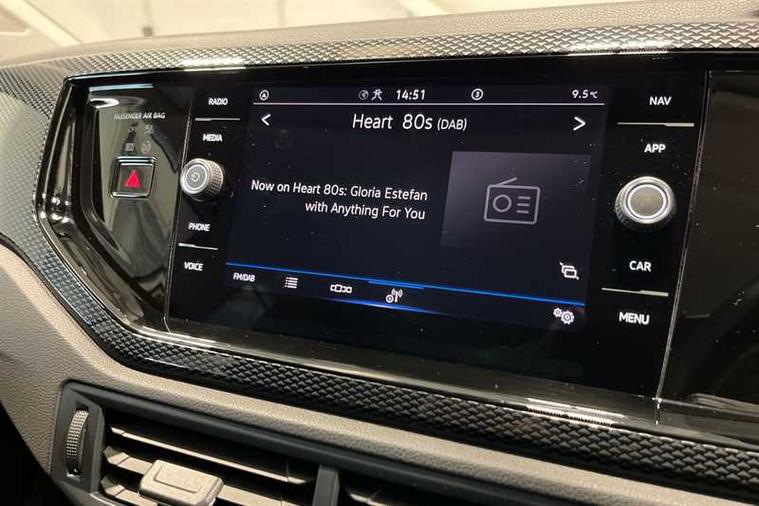 RADIO
MEDIA
PHONE
VOICE
PASSENGER AIR BAG
14:51
3
9.5°C
< Heart 80s (DAB) >
Now on Heart 80s: Gloria Estefan
with Anything For You
FM/DAB
NAV
APP
CAR
MENU